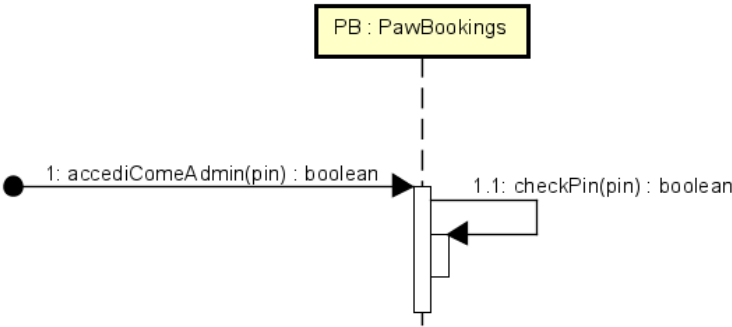 PB : PawBookings
1: accediComeAdmin(pin) : boolean
1.1: checkPin(pin) : boolean